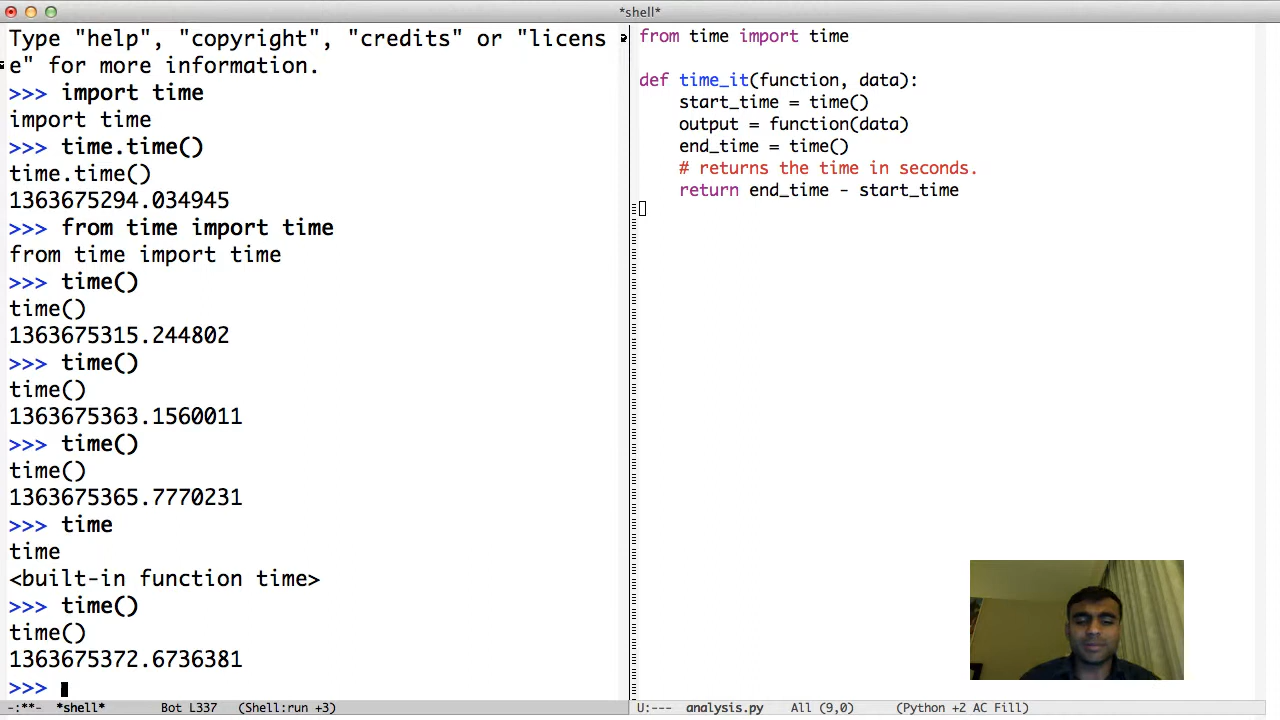 *shell*
Type "help", "copyright", "credits" or "licens
e" for more information.
>>> import time
import time
>>> time.time()
time.time()
1363675294.034945
>>> from time import time
from time import time
>>> time()
time()
1363675315.244802
>>> time()
time()
1363675363.1560011
>>> time()
time()
1363675365.7770231
>>> time
time
<built-in function time>
>>> time()
time()
1363675372.6736381
>>>
-:**- *shell* Bot L337 (Shell:run +3)
from time import time
def time_it(function, data):
start_time = time()
output = function(data)
end_time = time()
# returns the time in seconds.
return end_time - start_time
U:--- analysis.py All (9,0) (Python +2 AC Fill)